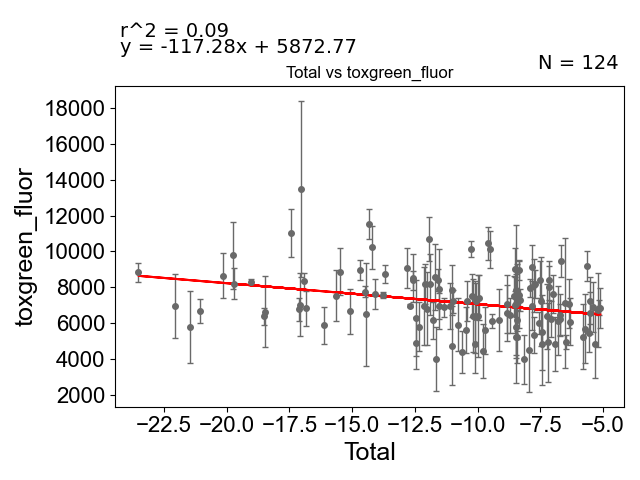 r^2 = 0.09
y = -117.28x + 5872.77
N = 124
Total vs toxgreen_fluor
18000
16000
14000
12000
10000
8000
6000
4000
2000
toxgreen_fluor
−22.5 −20.0 −17.5 −15.0 −12.5 −10.0 −7.5 −5.0
Total